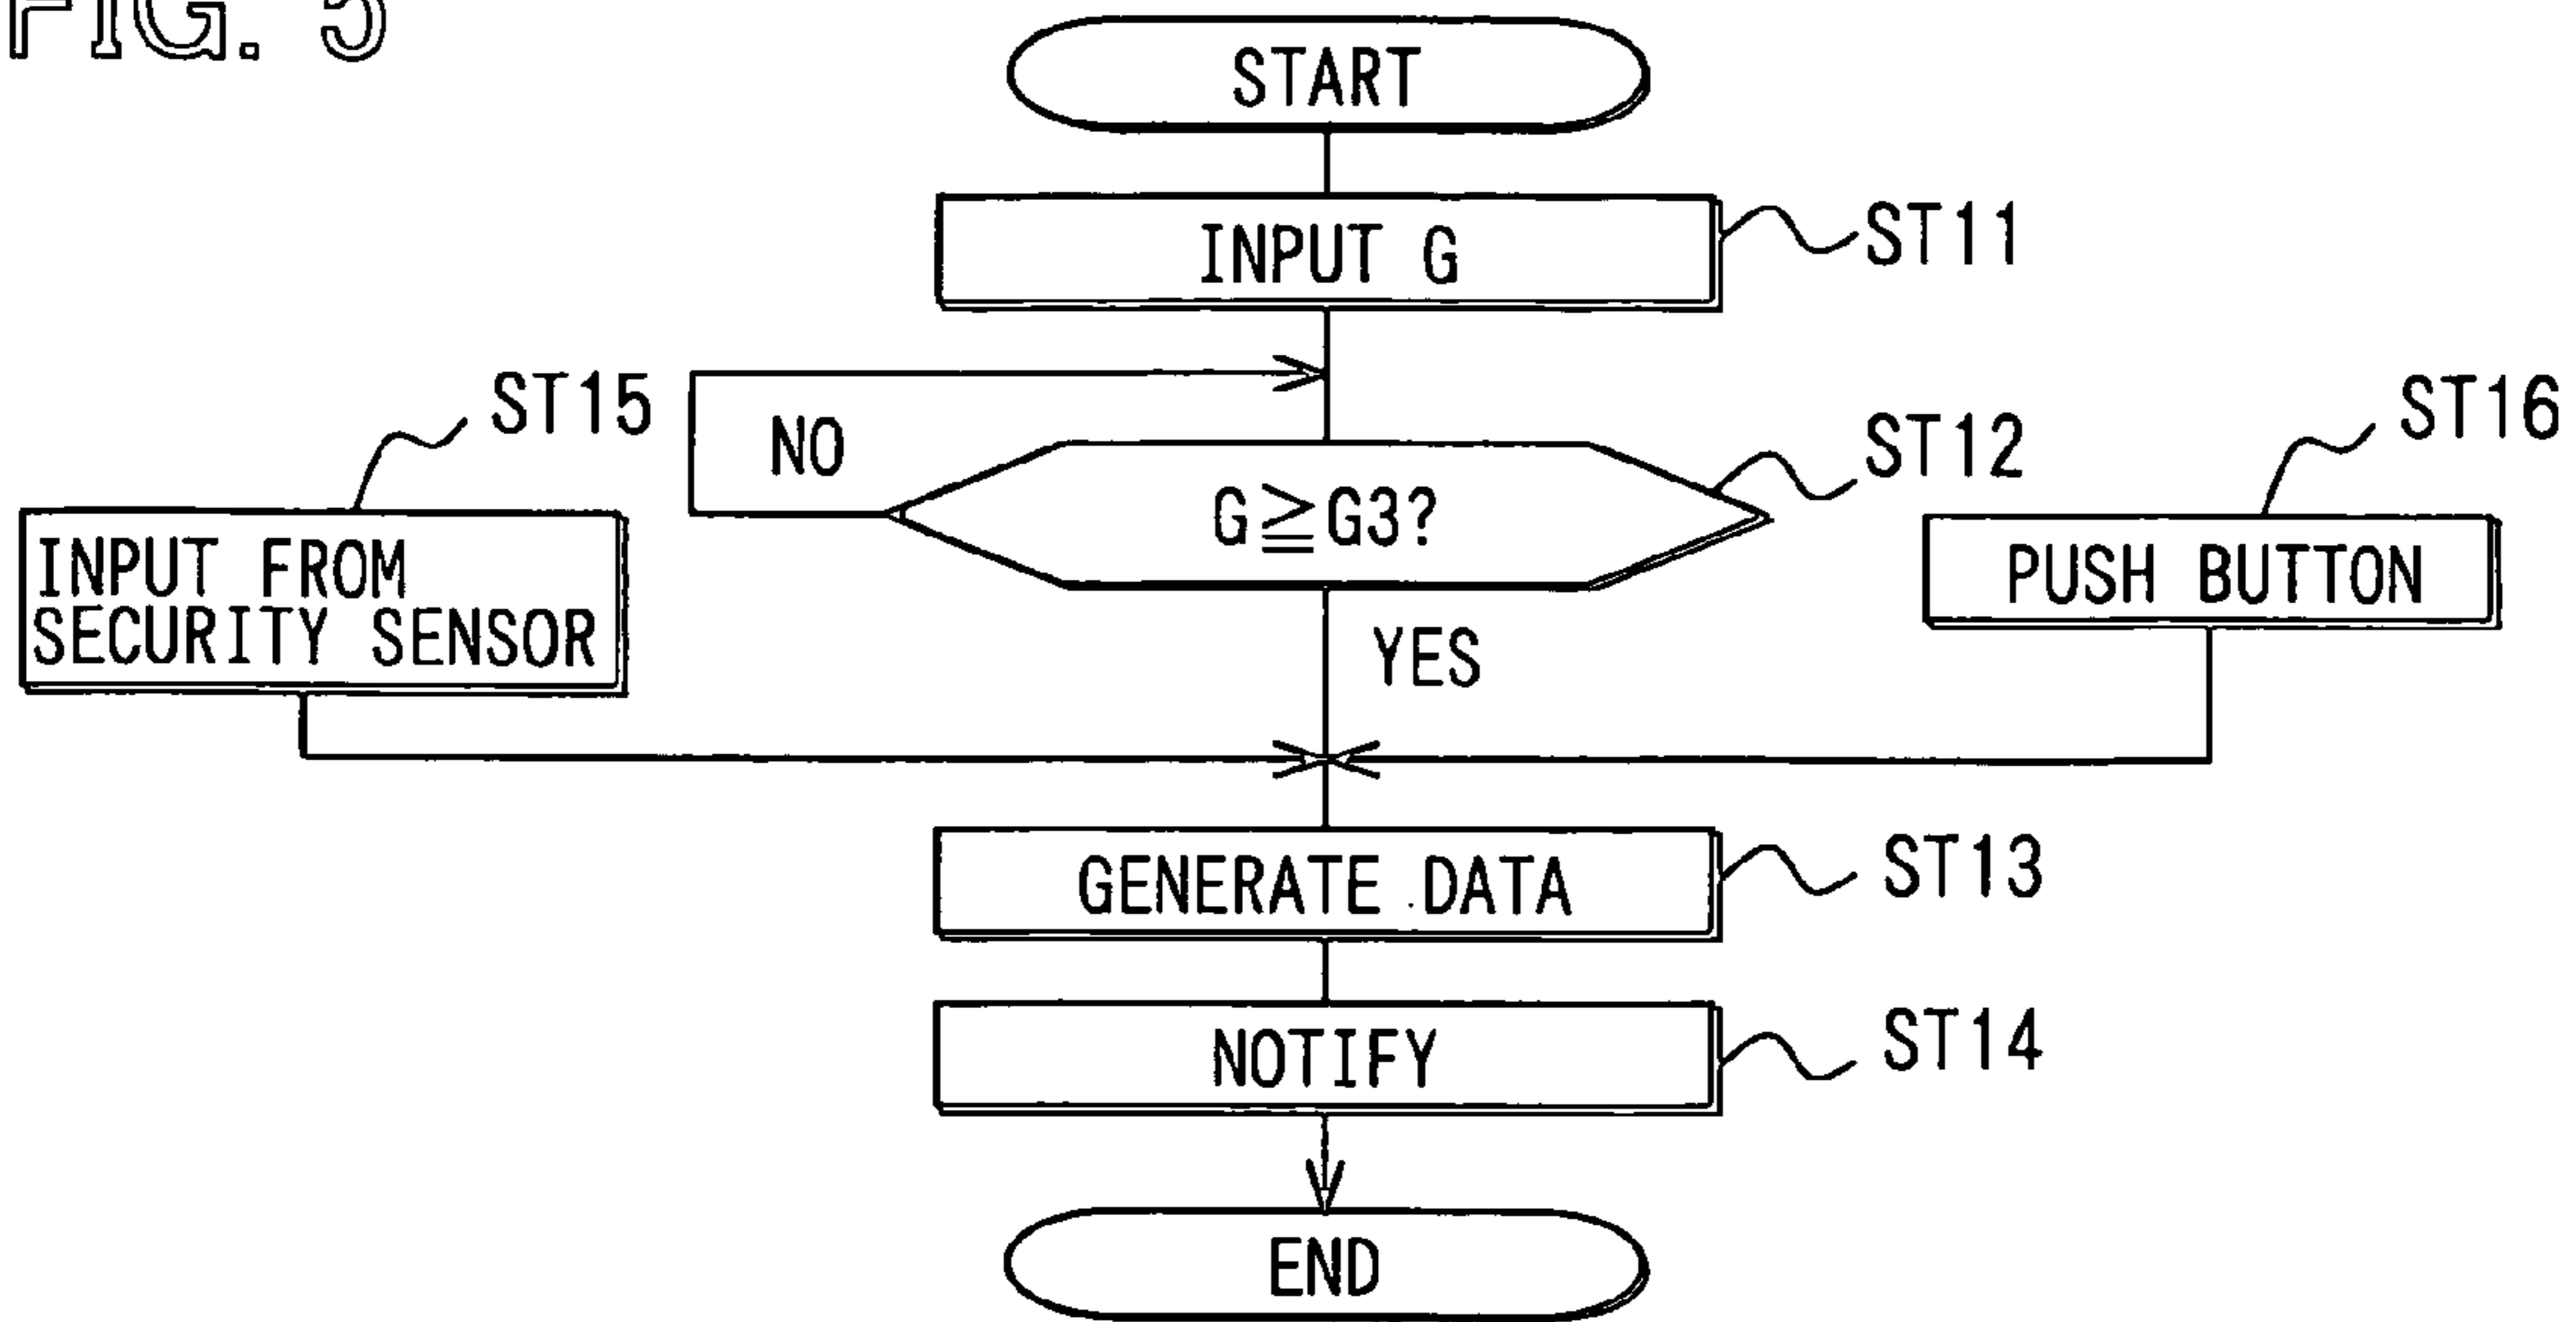 FIG. 5
START
INPUT G
ST11
ST15
NO
ST12
ST16
G≧G3?
INPUT FROM
SECURITY SENSOR
PUSH BUTTON
YES
GENERATE DATA
ST13
NOTIFY
ST14
END